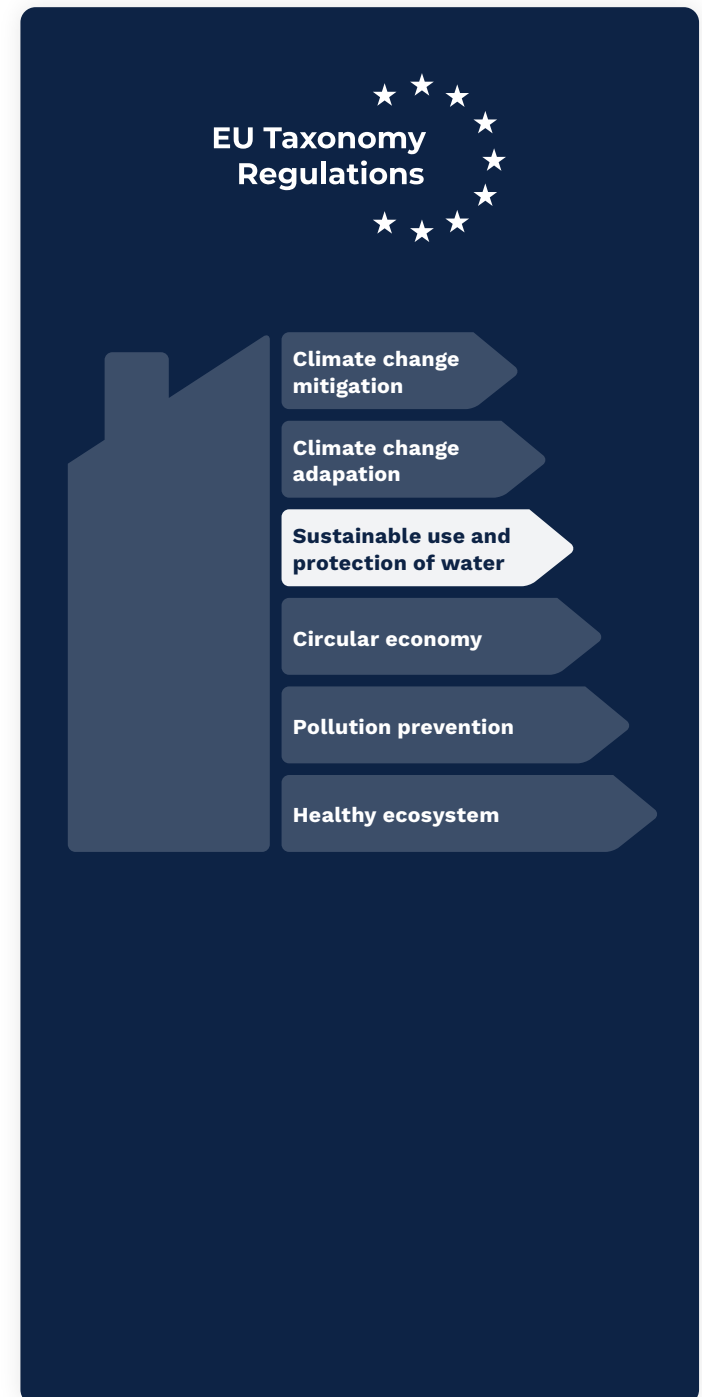 EU Taxonomy
Regulations
Climate change
mitigation
Climate change
adapation
Sustainable use and
protection of water
Circular economy
Pollution prevention
Healthy ecosystem